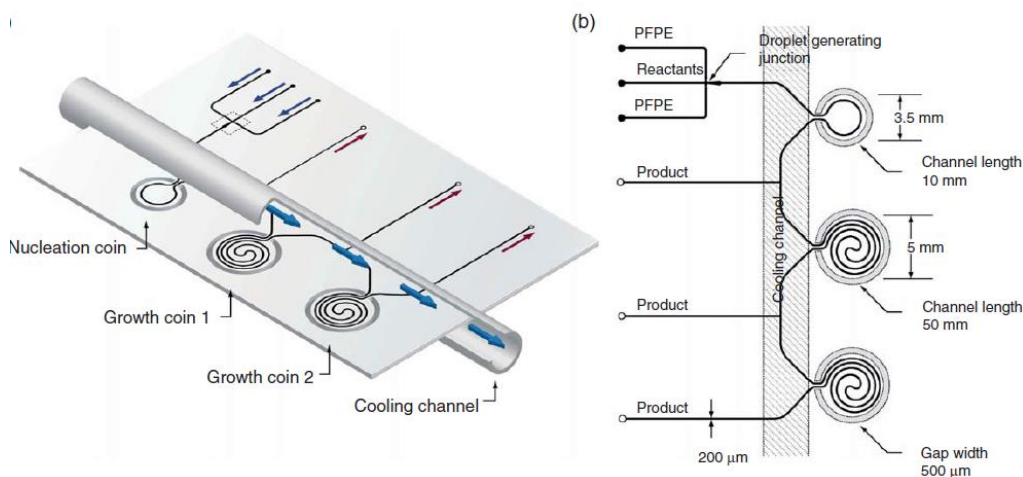 )
Nucleation coin
Growth coin 1
Growth coin 2
Cooling channel
(b)
PFPE
Droplet generating
junction
Reactants
PFPE
3.5 mm
Channel length
10 mm
Product
Cooling channel
5 mm
Channel length
50 mm
Product
Product
200 μm
Gap width
500 μm